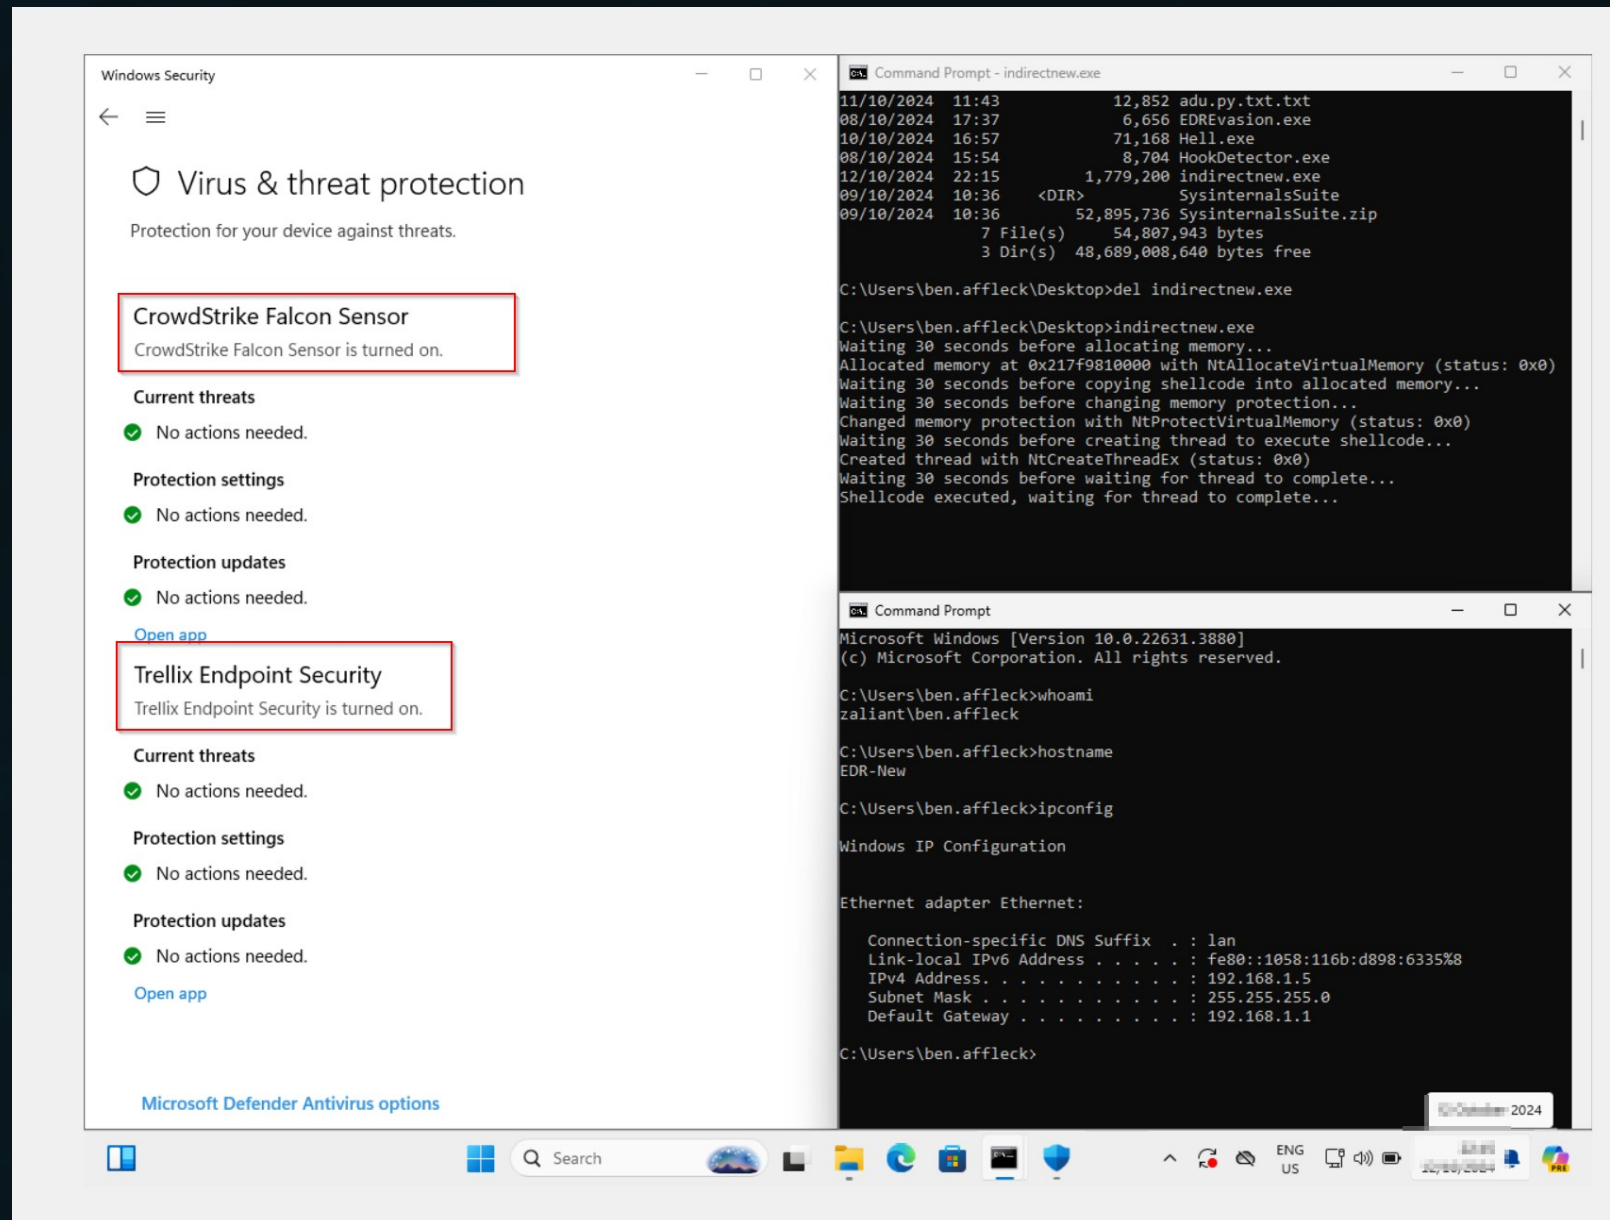 Windows Security
Virus & threat protection
Protection for your device against threats.
CrowdStrike Falcon Sensor
CrowdStrike Falcon Sensor is turned on.
Current threats
No actions needed.
Protection settings
No actions needed.
Protection updates
No actions needed.
Open app
Trellix Endpoint Security
Trellix Endpoint Security is turned on.
Current threats
No actions needed.
Protection settings
No actions needed.
Protection updates
No actions needed.
Open app
Microsoft Defender Antivirus options
Command Prompt - indirectnew.exe
11/10/2024  11:43            12,852 adu.py.txt.txt
08/10/2024  17:37             6,656 EDREvasion.exe
10/10/2024  16:57            71,168 Hell.exe
08/10/2024  15:54             8,704 HookDetector.exe
12/10/2024  22:15         1,779,200 indirectnew.exe
09/10/2024  10:36    <DIR>          SysinternalsSuite
09/10/2024  10:36        52,895,736 SysinternalsSuite.zip
7 File(s)     54,807,943 bytes
3 Dir(s)  48,689,008,640 bytes free
C:\Users\ben.affleck\Desktop>del indirectnew.exe
C:\Users\ben.affleck\Desktop>indirectnew.exe
Waiting 30 seconds before allocating memory...
Allocated memory at 0x217f9810000 with NtAllocateVirtualMemory (status: 0x0)
Waiting 30 seconds before copying shellcode into allocated memory...
Waiting 30 seconds before changing memory protection...
Changed memory protection with NtProtectVirtualMemory (status: 0x0)
Waiting 30 seconds before creating thread to execute shellcode...
Created thread with NtCreateThreadEx (status: 0x0)
Waiting 30 seconds before waiting for thread to complete...
Shellcode executed, waiting for thread to complete...
Command Prompt
Microsoft Windows [Version 10.0.22631.3880]
(c) Microsoft Corporation. All rights reserved.
C:\Users\ben.affleck>whoami
zaliant\ben.affleck
C:\Users\ben.affleck>hostname
EDR-New
C:\Users\ben.affleck>ipconfig
Windows IP Configuration
Ethernet adapter Ethernet:
Connection-specific DNS Suffix  . : lan
Link-local IPv6 Address . . . . . : fe80::1058:116b:d898:6335%8
IPv4 Address. . . . . . . . . . . : 192.168.1.5
Subnet Mask . . . . . . . . . . . : 255.255.255.0
Default Gateway . . . . . . . . . : 192.168.1.1
C:\Users\ben.affleck>
2024
Search
ENG
US
PRE